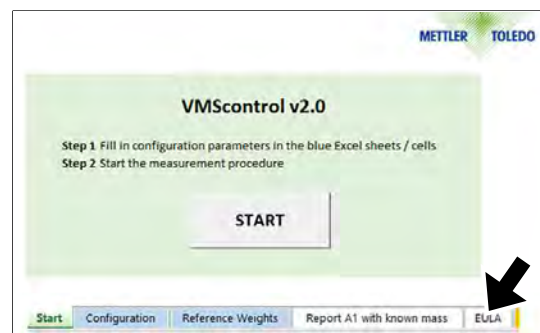 METTLER TOLEDO
VMScontrol v2.0
Step 1 Fill in configuration parameters in the blue Excel sheets / cells
Step 2 Start the measurement procedure
START
Start Configuration Reference Weights Report A1 with known mass EULA